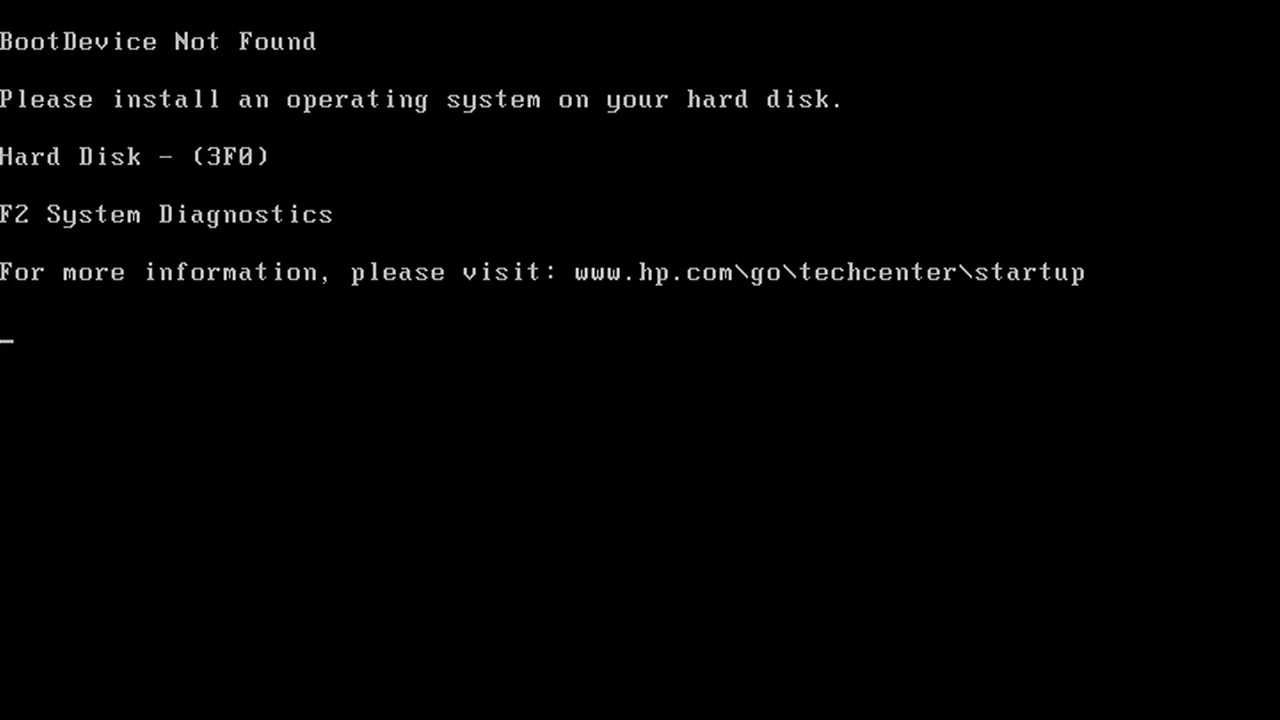 BootDevice Not Found
Please install an operating system on your hard disk.
Hard Disk - (3F0)
F2 System Diagnostics
For more information, please visit: www.hp.com\go\techcenter\startup
_